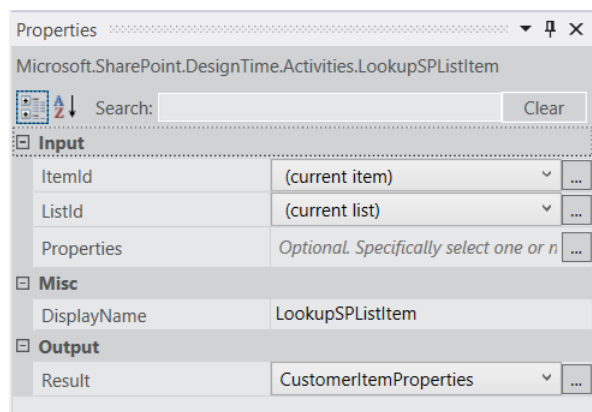 Properties
Microsoft.SharePoint.DesignTime.Activities.LookupSPListItem
Search: Clear
Input
ItemId (current item) ...
ListId (current list) ...
Properties Optional. Specifically select one or n ...
Misc
DisplayName LookupSPListItem
Output
Result CustomerItemProperties ...